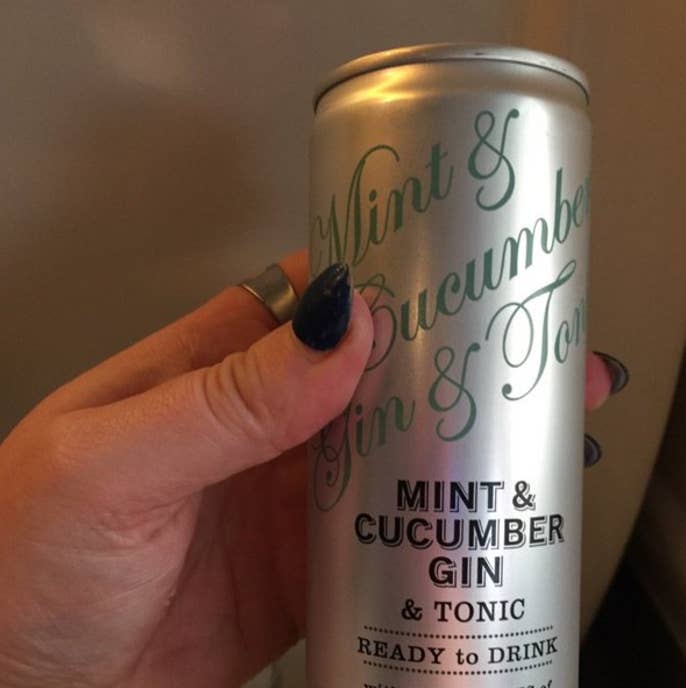 Mint &
Cucumber
Gin & Ton
MINT &
CUCUMBER
GIN
& TONIC
READY to DRINK